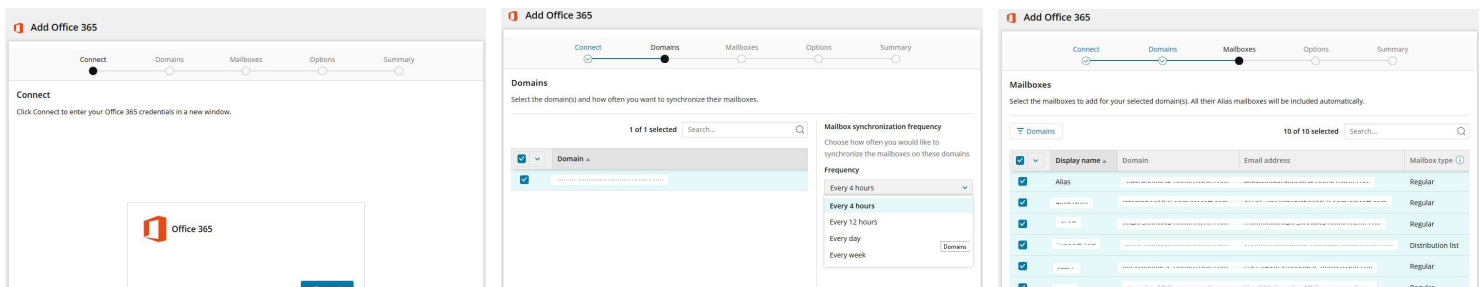 Add Office 365
Connect Domains Mailboxes Options Summary
Connect
Click Connect to enter your Office 365 credentials in a new window.
Office 365
Add Office 365
Connect Domains Mailboxes Options Summary
Domains
Select the domain(s) and how often you want to synchronize their mailboxes.
1 of 1 selected Search...
Domain
Mailbox synchronization frequency
Choose how often you would like to
synchronize the mailboxes on these domains
Frequency
Every 4 hours
Every 4 hours
Every 12 hours
Every day
Domains
Every week
Add Office 365
Connect Domains Mailboxes Options Summary
Mailboxes
Select the mailboxes to add for your selected domain(s). All their Alias mailboxes will be included automatically.
Domains 10 of 10 selected Search...
Display name Domain Email address Mailbox type
Alias Regular
Regular
Regular
Distribution list
Regular